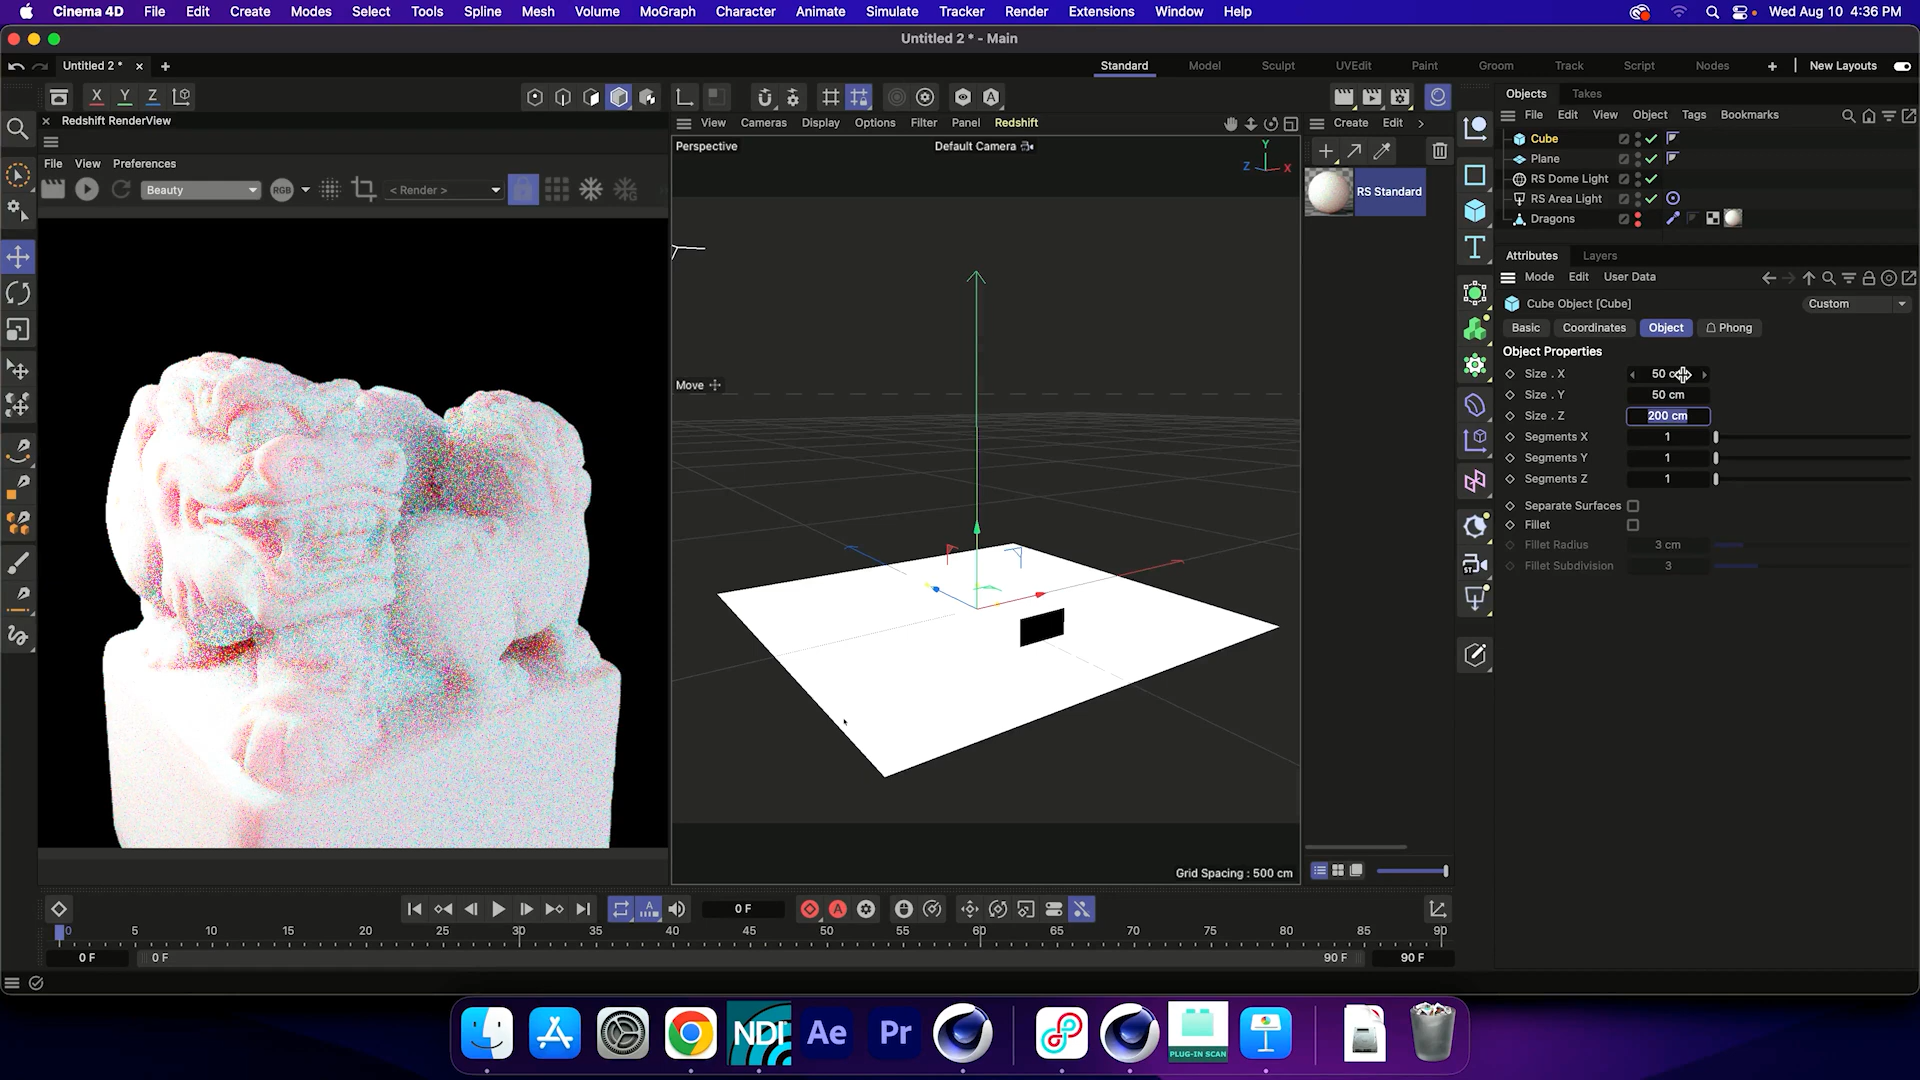 Cinema 4D File Edit Create Modes Select Tools Spline Mesh Volume MoGraph Character Animate Simulate Tracker Render Extensions Window Help Wed Aug 10 4:36 PM
Untitled 2 * - Main
Untitled 2 * Standard Model Sculpt UVEdit Paint Groom Track Script Nodes New Layouts
X Y Z A Objects Takes
Redshift RenderView View Cameras Display Options Filter Panel Redshift Create Edit File Edit View Object Tags Bookmarks
Perspective Default Camera Y Z X Cube
File View Preferences Plane
Beauty RGB < Render > RS Standard RS Dome Light
RS Area Light
Dragons
T Attributes Layers
Mode Edit User Data
Cube Object [Cube] Custom
Basic Coordinates Object Phong
Object Properties
Move Size . X 50 c
Size . Y 50 cm
Size . Z 200 cm
Segments X 1
Segments Y 1
Segments Z 1
Separate Surfaces
Fillet
Fillet Radius 3 cm
Fillet Subdivision 3
ST
Grid Spacing : 500 cm
A 0 F A
0 5 10 15 20 25 30 35 40 45 50 55 60 65 70 75 80 85 90
0 F 0 F 90 F 90 F
NDI Ae Pr PLUG-IN SCAN